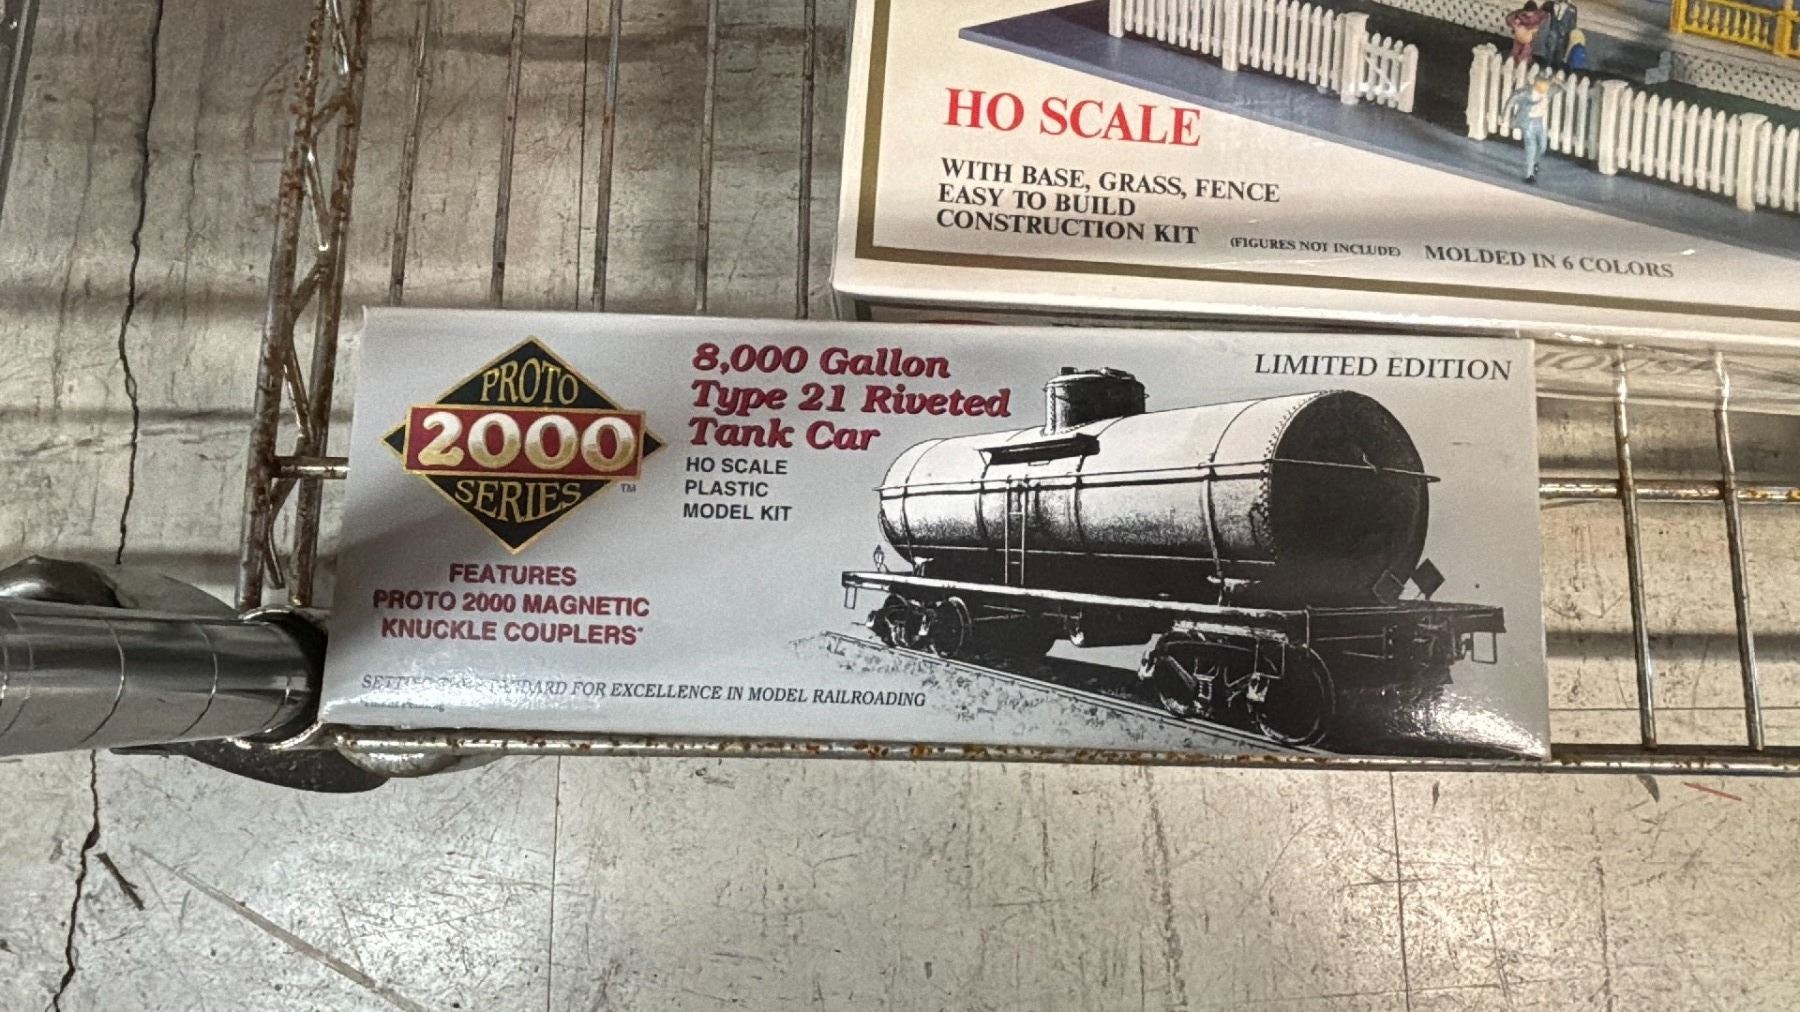 HO SCALE
WITH BASE, GRASS, FENCE
EASY TO BUILD
CONSTRUCTION KIT
(FIGURES NOT INCLUDE)
MOLDED IN 6 COLORS
PROTO
2000
SERIES
TM
8,000 Gallon
Type 21 Riveted
Tank Car
HO SCALE
PLASTIC
MODEL KIT
LIMITED EDITION
FEATURES
PROTO 2000 MAGNETIC
KNUCKLE COUPLERS*
FOR EXCELLENCE IN MODEL RAILROADING